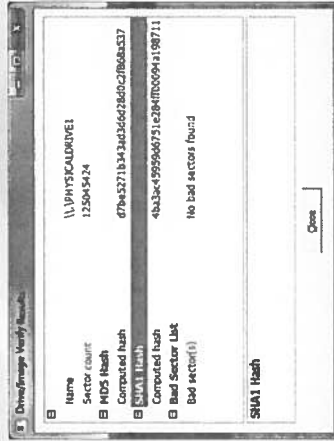 Drive/Image Verify Results
Name \\.\PHYSICALDRIVE1
Sector count 125045424
MD5 Hash
Computed hash d7be5271b343ad3d6d28d0c2f868a537
SHA1 Hash
Computed hash
Bad Sector List
Bad sector(s) No bad sectors found
SHA1 Hash
Close